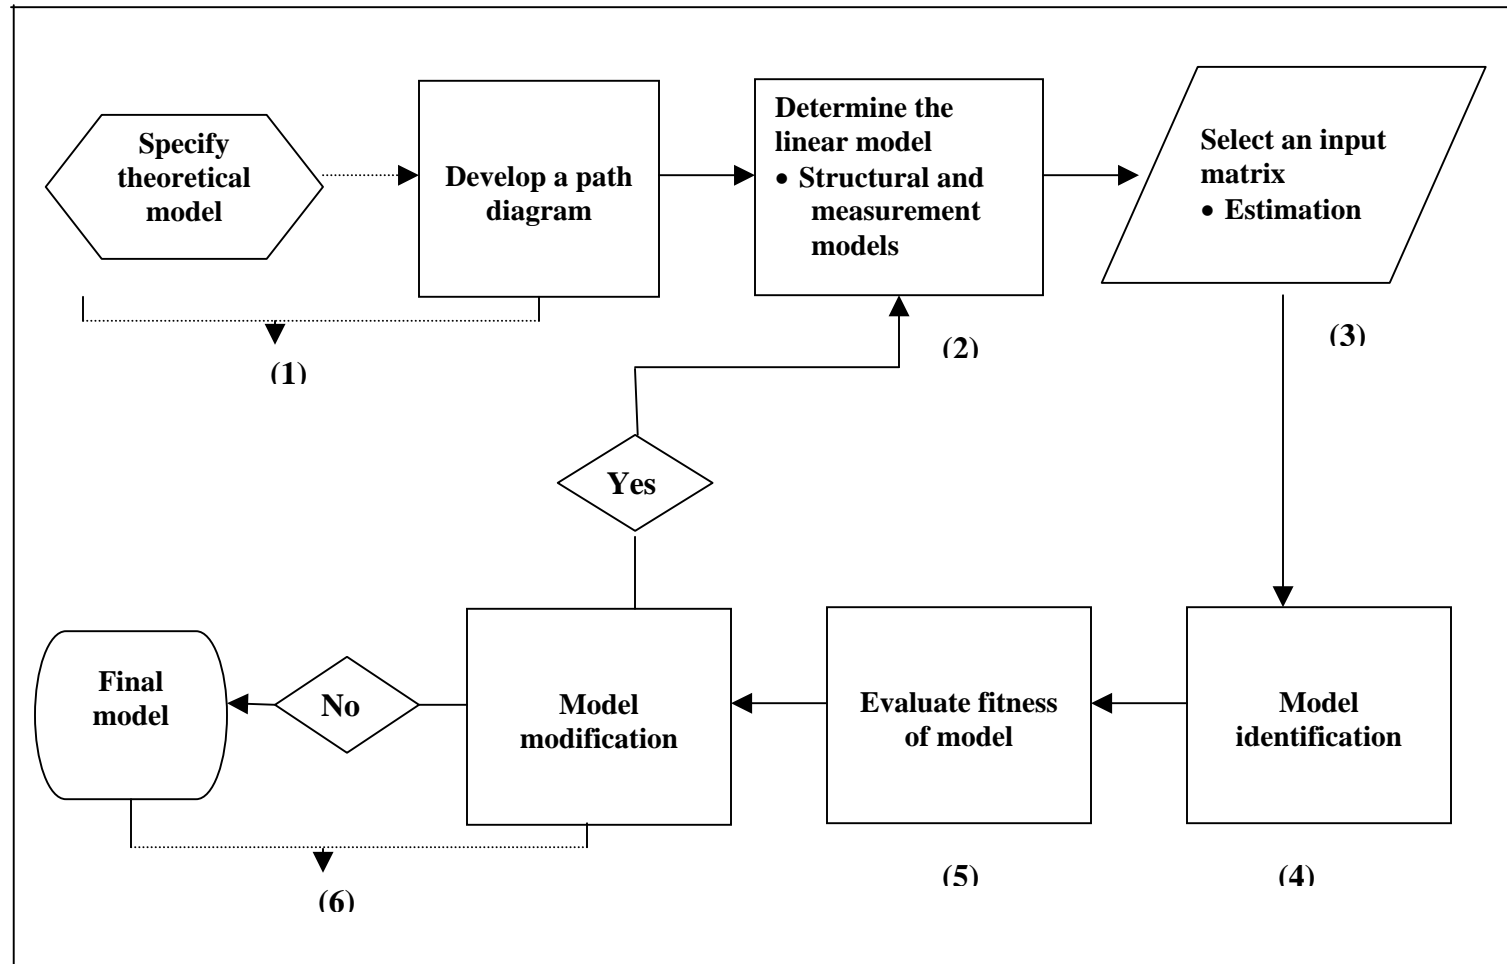 Specify
theoretical
model
Develop a path
diagram
Determine the
linear model
• Structural and
measurement
models
Select an input
matrix
• Estimation
(1)
(2)
(3)
Yes
Final
model
No
Model
modification
Evaluate fitness
of model
Model
identification
(6)
(5)
(4)